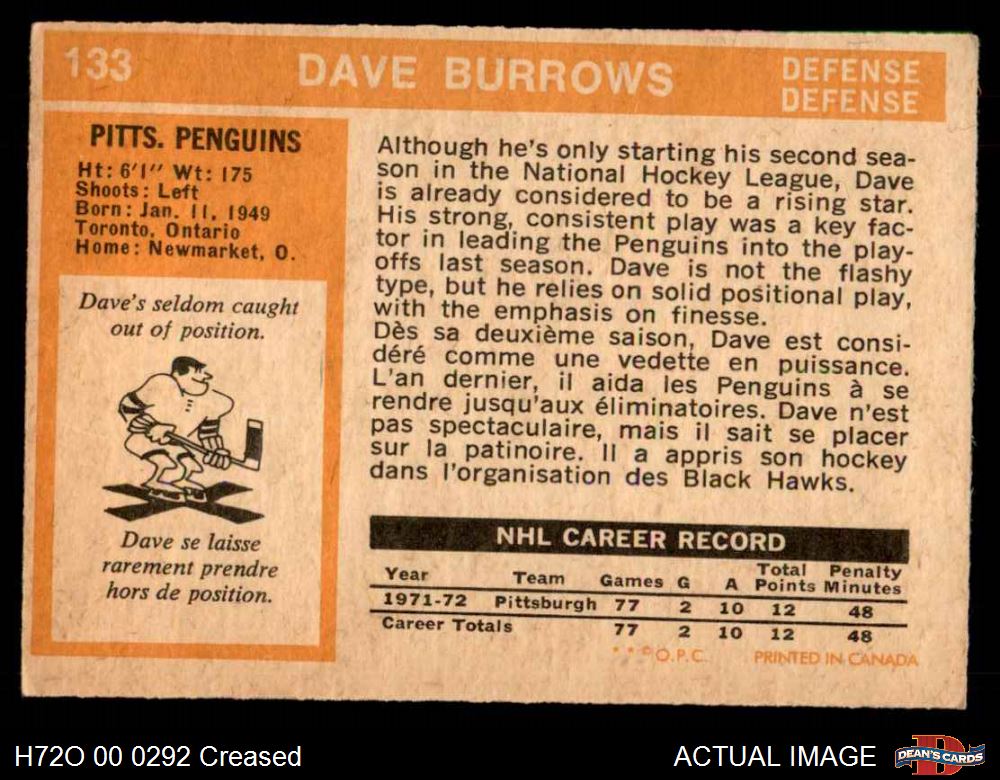 133
DAVE BURROWS
DEFENSE
DEFENSE
PITTS. PENGUINS
Ht: 6'1" Wt: 175
Shoots: Left
Born: Jan. 11, 1949
Toronto, Ontario
Home: Newmarket, O.
Dave's seldom caught
out of position.
Dave se laisse
rarement prendre
hors de position.
Although he's only starting his second sea-
son in the National Hockey League, Dave
is already considered to be a rising star.
His strong, consistent play was a key fac-
tor in leading the Penguins into the play-
offs last season. Dave is not the flashy
type, but he relies on solid positional play,
with the emphasis on finesse.
Dès sa deuxième saison, Dave est consi-
déré comme une vedette en puissance.
L'an dernier, il aida les Penguins à se
rendre jusqu'aux éliminatoires. Dave n'est
pas spectaculaire, mais il sait se placer
sur la patinoire. Il a appris son hockey
dans l'organisation des Black Hawks.
NHL CAREER RECORD
Year Team Games G A Total Points Penalty Minutes
1971-72 Pittsburgh 77 2 10 12 48
Career Totals 77 2 10 12 48
* * © O.P.C. PRINTED IN CANADA
H72O 00 0292 Creased
ACTUAL IMAGE
DEAN'S CARDS